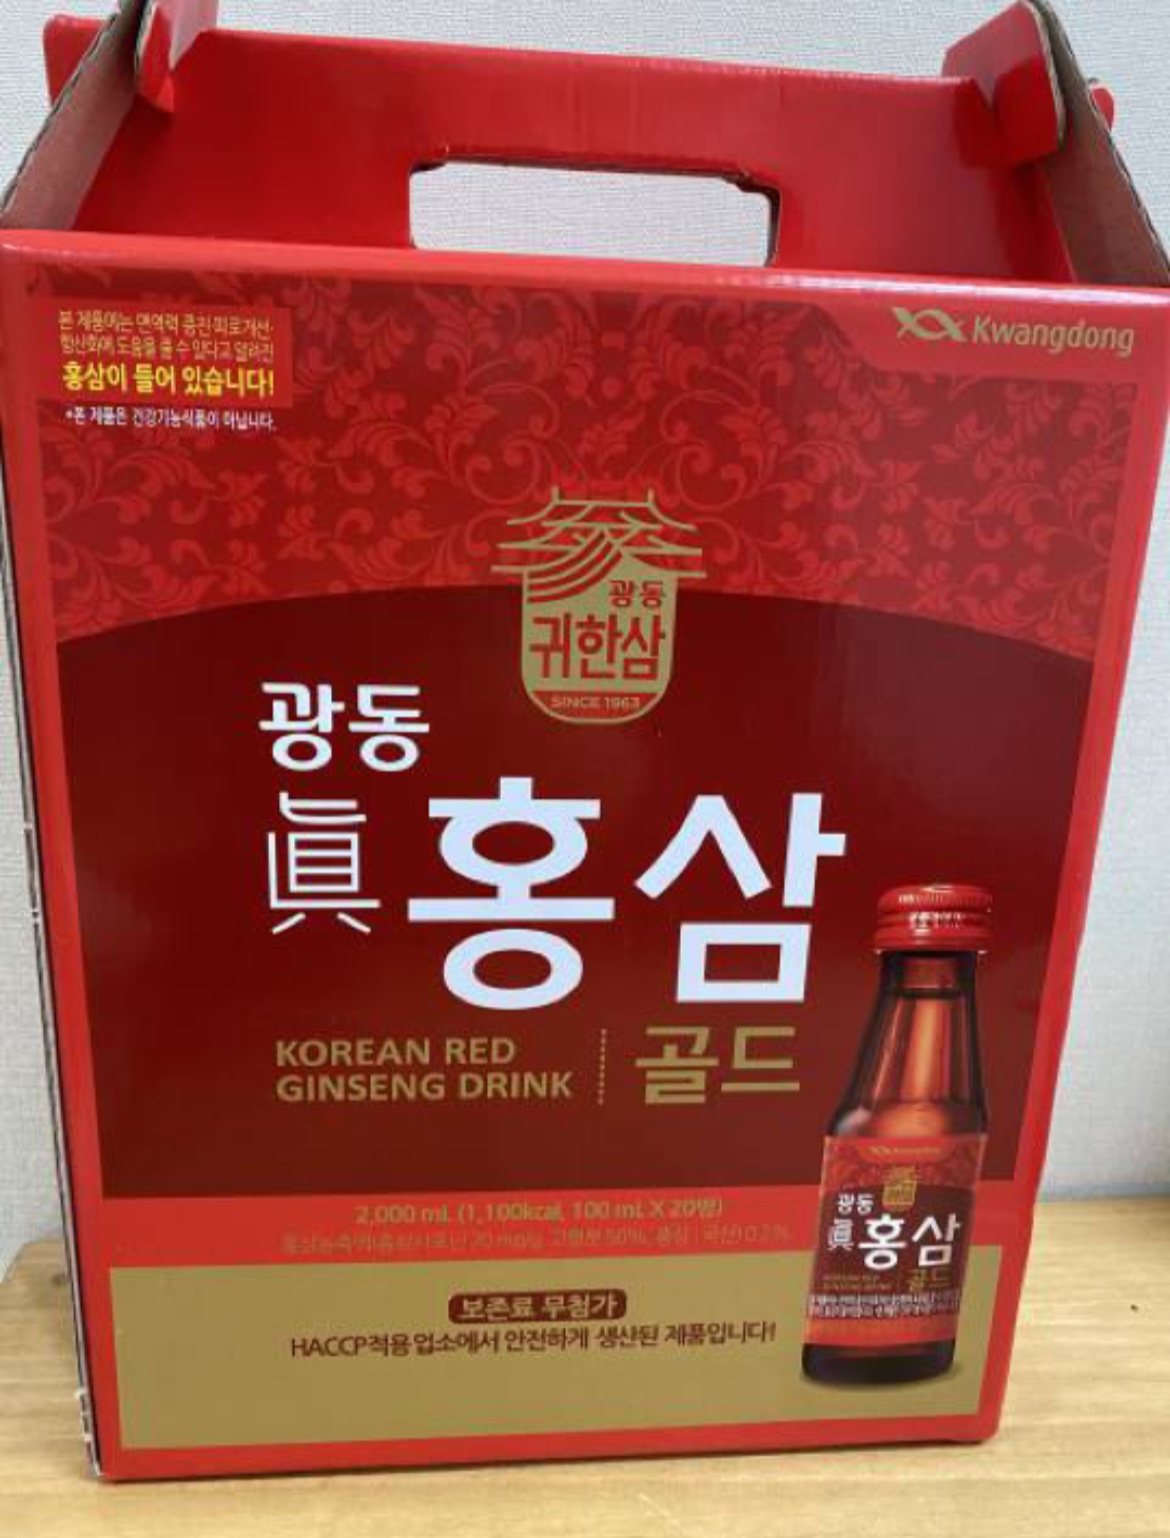 본 제품에는 면역력 증진·피로개선·
항산화에 도움을 줄 수 있다고 알려진
홍삼이 들어 있습니다!
*본 제품은 건강기능식품이 아닙니다.
Kwangdong
광동
귀한삼
SINCE 1963
광동
眞 홍삼
KOREAN RED
GINSENG DRINK
골드
2,000 mL (1,100kcal, 100 mL X 20병)
보존료 무첨가
HACCP적용업소에서 안전하게 생산된 제품입니다!
광동
眞 홍삼
골드